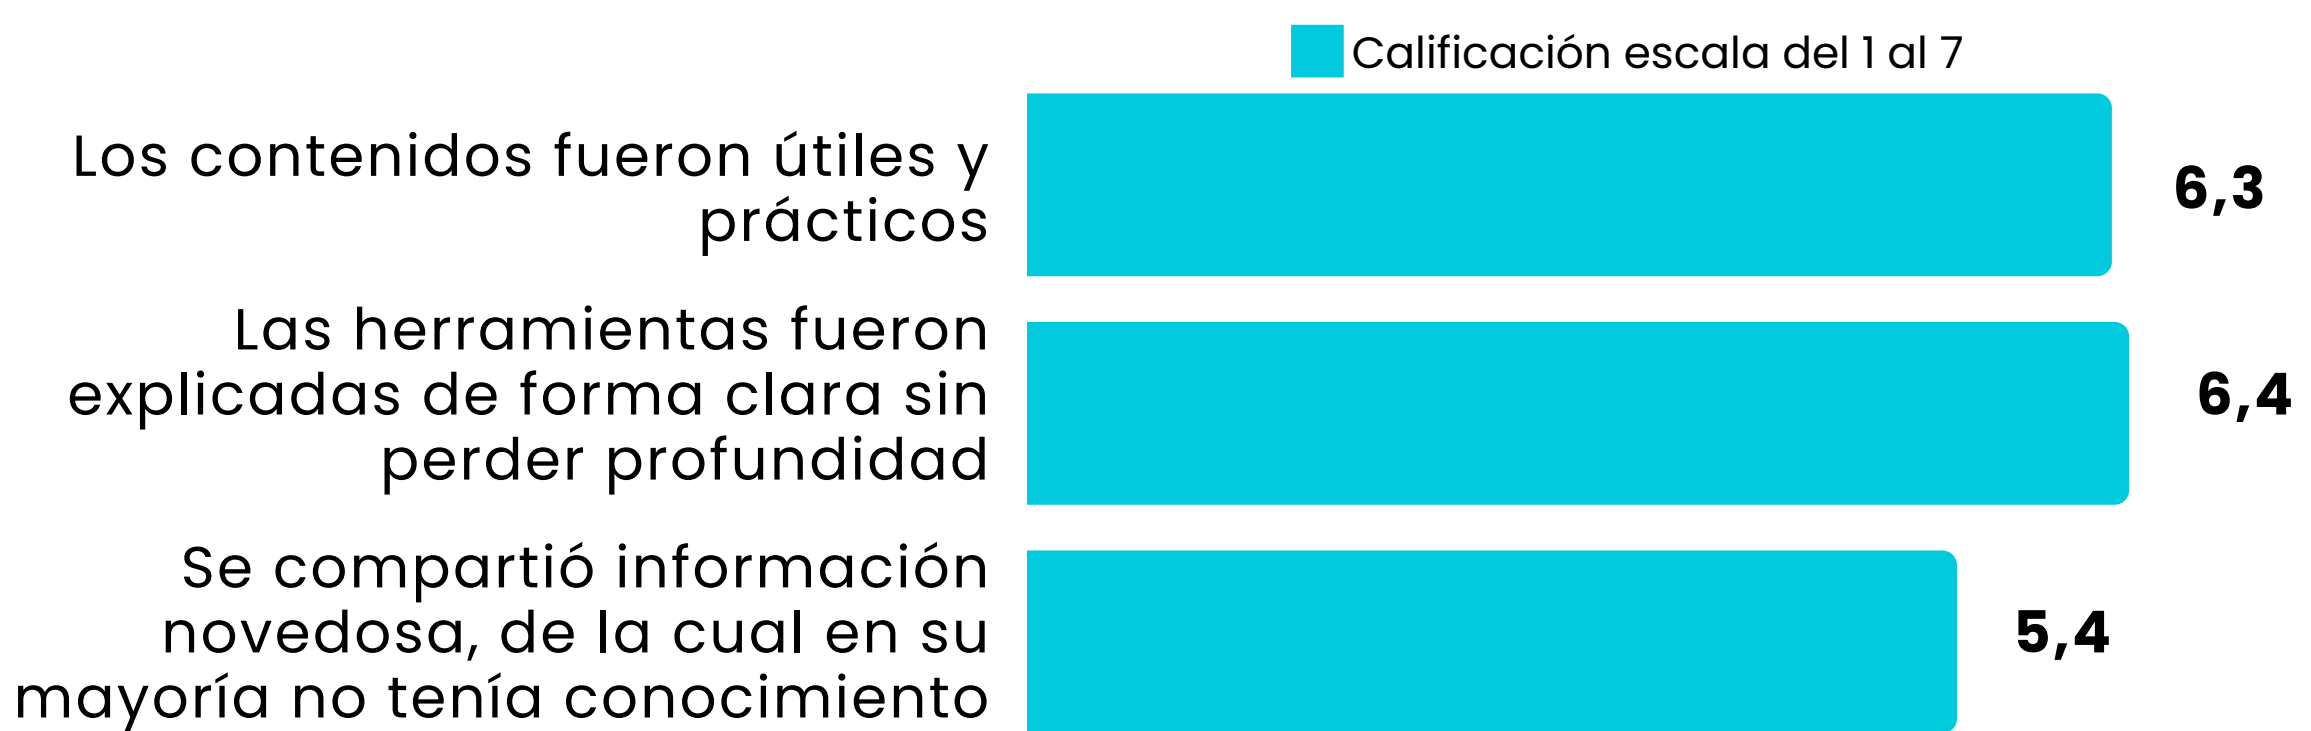 Calificación escala del 1 al 7
Los contenidos fueron útiles y
prácticos
6,3
Las herramientas fueron
explicadas de forma clara sin
perder profundidad
6,4
Se compartió información
novedosa, de la cual en su
mayoría no tenía conocimiento
5,4